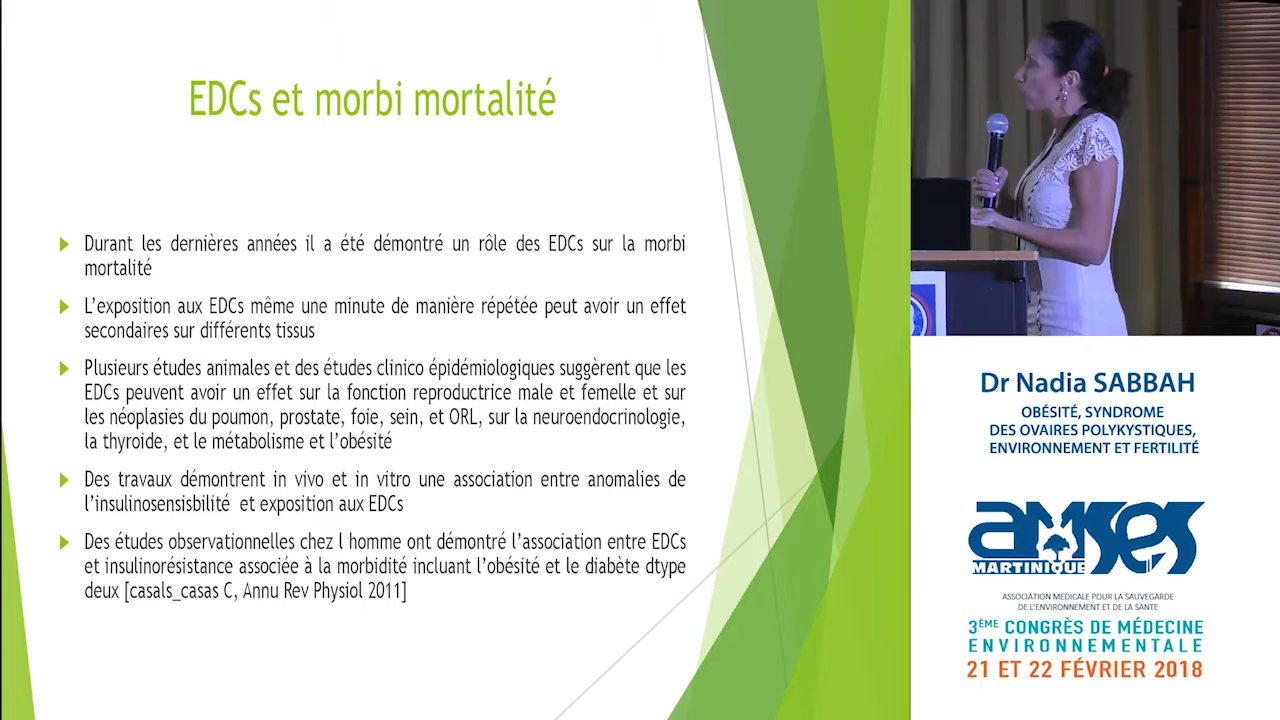 EDCs et morbi mortalité
Durant les dernières années il a été démontré un rôle des EDCs sur la morbi
mortalité
L'exposition aux EDCs même une minute de manière répétée peut avoir un effet
secondaires sur différents tissus
Plusieurs études animales et des études clinico épidémiologiques suggèrent que les
EDCs peuvent avoir un effet sur la fonction reproductrice male et femelle et sur
les néoplasies du poumon, prostate, foie, sein, et ORL, sur la neuroendocrinologie,
la thyroide, et le métabolisme et l'obésité
Des travaux démontrent in vivo et in vitro une association entre anomalies de
l'insulinosensisbilité et exposition aux EDCs
Des études observationnelles chez l homme ont démontré l'association entre EDCs
et insulinorésistance associée à la morbidité incluant l'obésité et le diabète dtype
deux [casals_casas C, Annu Rev Physiol 2011]
Dr Nadia SABBAH
OBÉSITÉ, SYNDROME
DES OVAIRES POLYKYSTIQUES,
ENVIRONNEMENT ET FERTILITÉ
amses
MARTINIQUE
ASSOCIATION MEDICALE POUR LA SAUVEGARDE
DE L'ENVIRONNEMENT ET DE LA SANTE
3ÈME CONGRÈS DE MÉDECINE
ENVIRONNEMENTALE
21 ET 22 FÉVRIER 2018